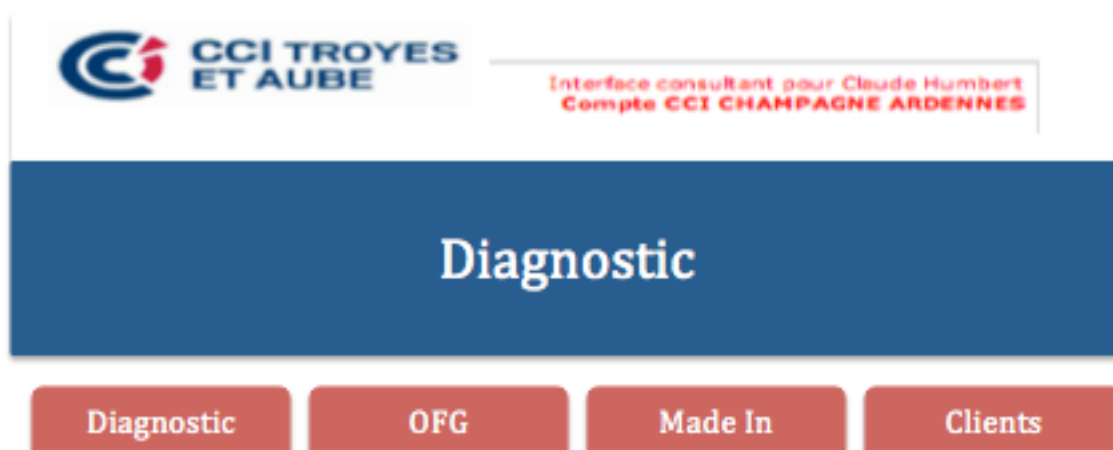 CCI TROYES
ET AUBE
Interface consultant pour Claude Humbert
Compte CCI CHAMPAGNE ARDENNES
Diagnostic
Diagnostic
OFG
Made In
Clients